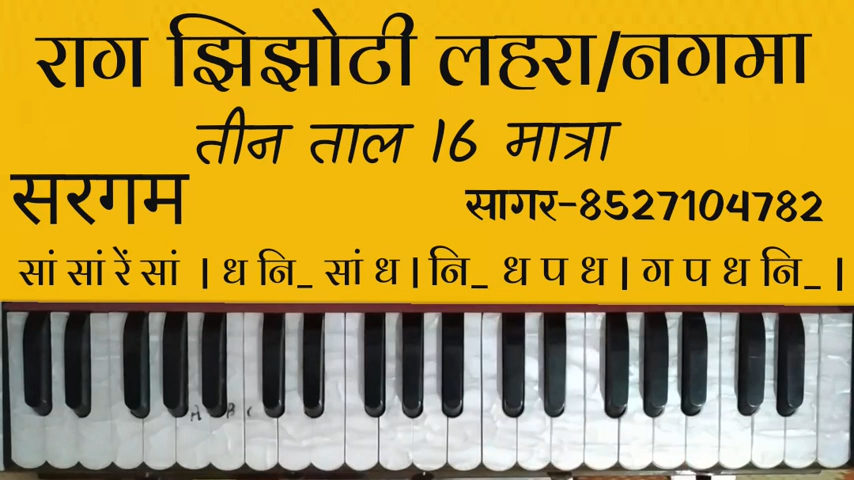 राग झिझोटी लहरा/नगमा
तीन ताल 16 मात्रा
सरगम
सागर-8527104782
सां सां रें सां | ध नि_ सां ध | नि_ ध प ध | ग प ध नि_ |
A B C